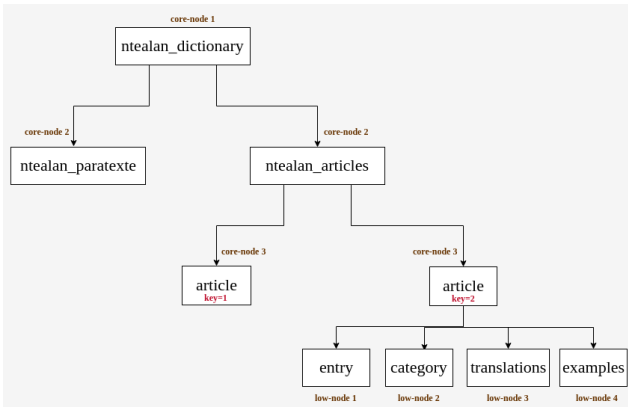 core-node 1
ntealan_dictionary
core-node 2
core-node 2
ntealan_paratexte
ntealan_articles
core-node 3
core-node 3
article
key=1
article
key=2
entry
category
translations
examples
low-node 1
low-node 2
low-node 3
low-node 4